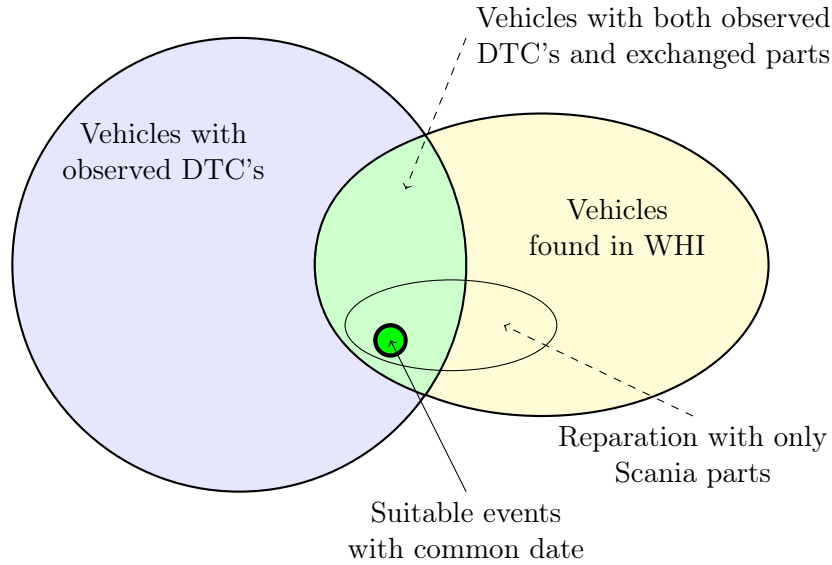 Vehicles with both observed
DTC's and exchanged parts
Vehicles with
observed DTC's
Vehicles
found in WHI
Reparation with only
Scania parts
Suitable events
with common date